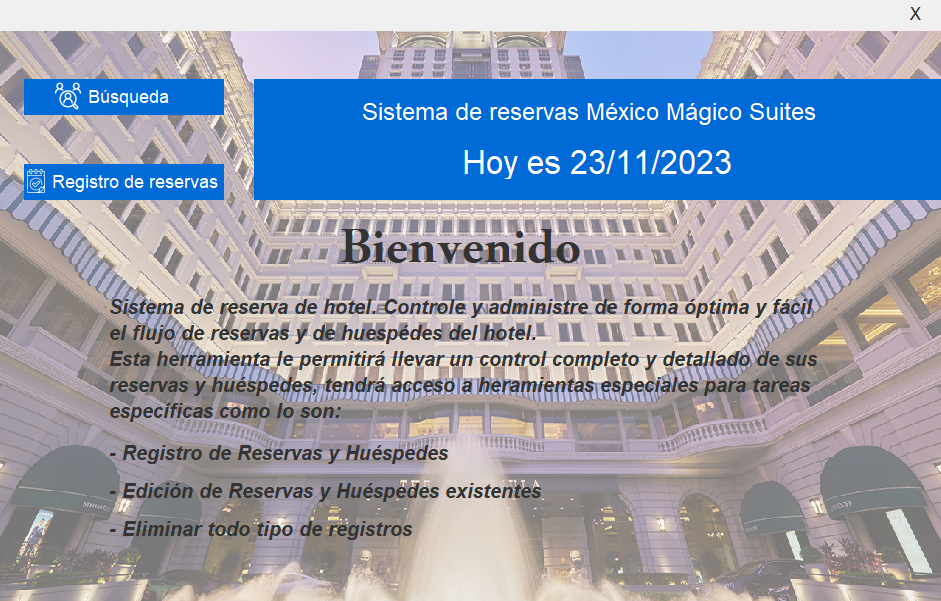 X
Búsqueda
Registro de reservas
Sistema de reservas México Mágico Suites
Hoy es 23/11/2023
Bienvenido
Sistema de reserva de hotel. Controle y administre de forma óptima y fácil
el flujo de reservas y de huespédes del hotel.
Esta herramienta le permitirá llevar un control completo y detallado de sus
reservas y huéspedes, tendrá acceso a heramientas especiales para tareas
específicas como lo son:
- Registro de Reservas y Huéspedes
- Edición de Reservas y Huéspedes existentes
- Eliminar todo tipo de registros